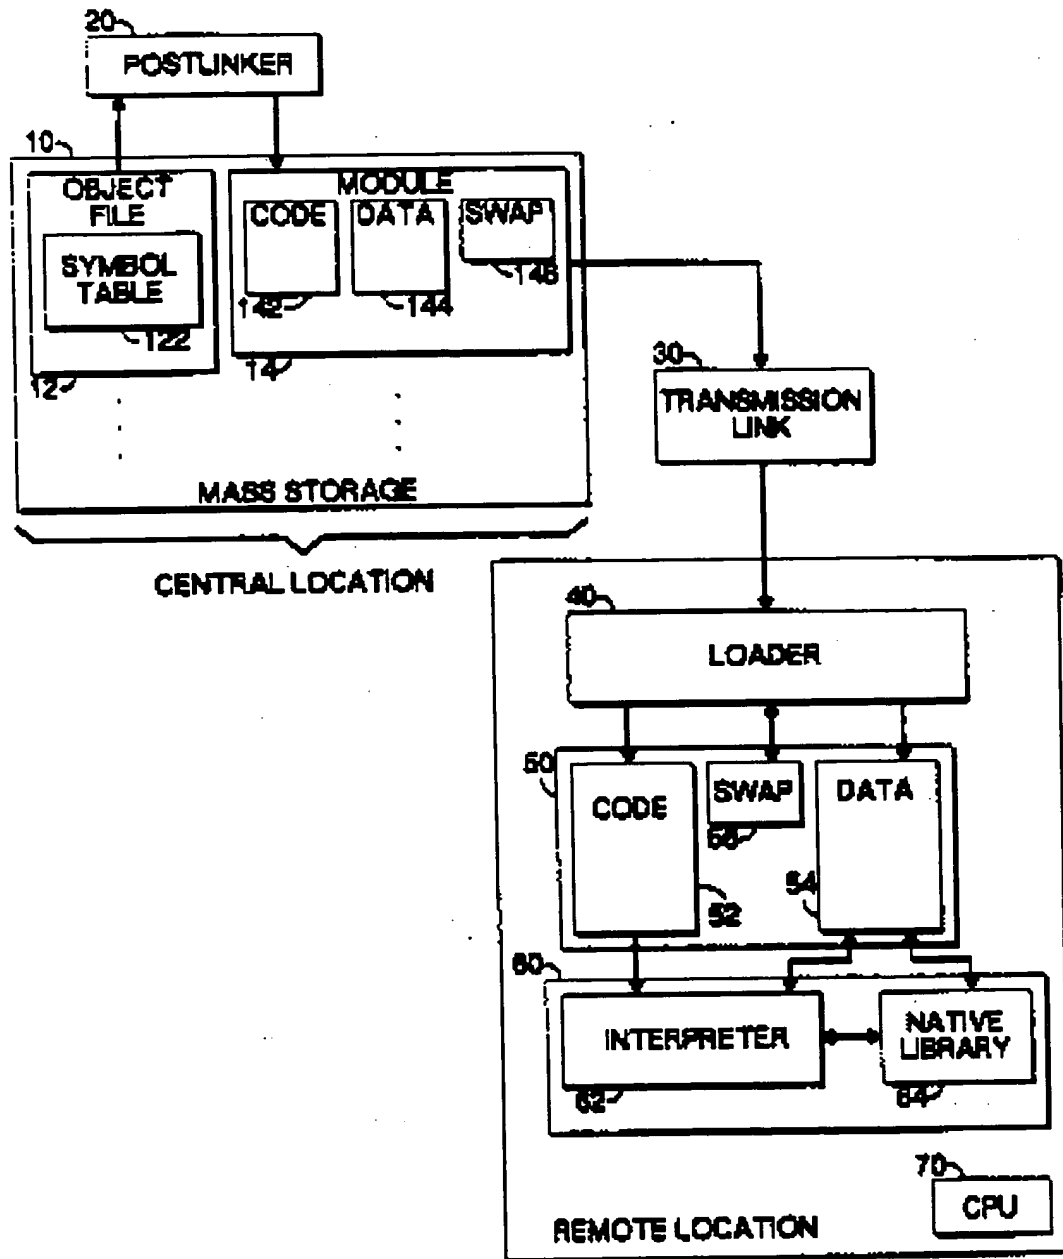 20
POSTLINKER
10
OBJECT
FILE
SYMBOL
TABLE
122
12
MODULE
CODE
142
DATA
144
SWAP
146
14
MASS STORAGE
CENTRAL LOCATION
30
TRANSMISSION
LINK
40
LOADER
50
CODE
52
SWAP
56
DATA
54
60
INTERPRETER
62
NATIVE
LIBRARY
64
70
CPU
REMOTE LOCATION